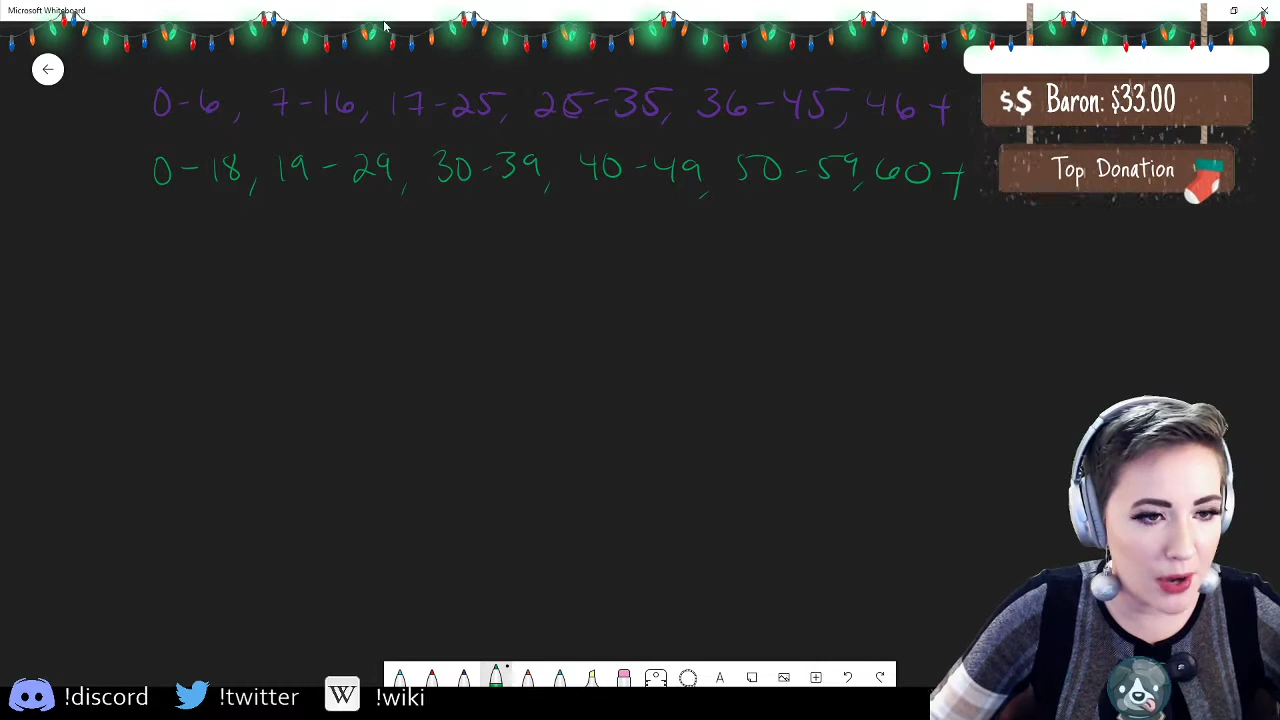 Microsoft Whiteboard
0-6, 7-16, 17-25, 25-35, 36-45, 46+
$$ Baron: $33.00
0-18, 19-29, 30-39, 40-49, 50-59, 60+
Top Donation
!discord !twitter W !wiki